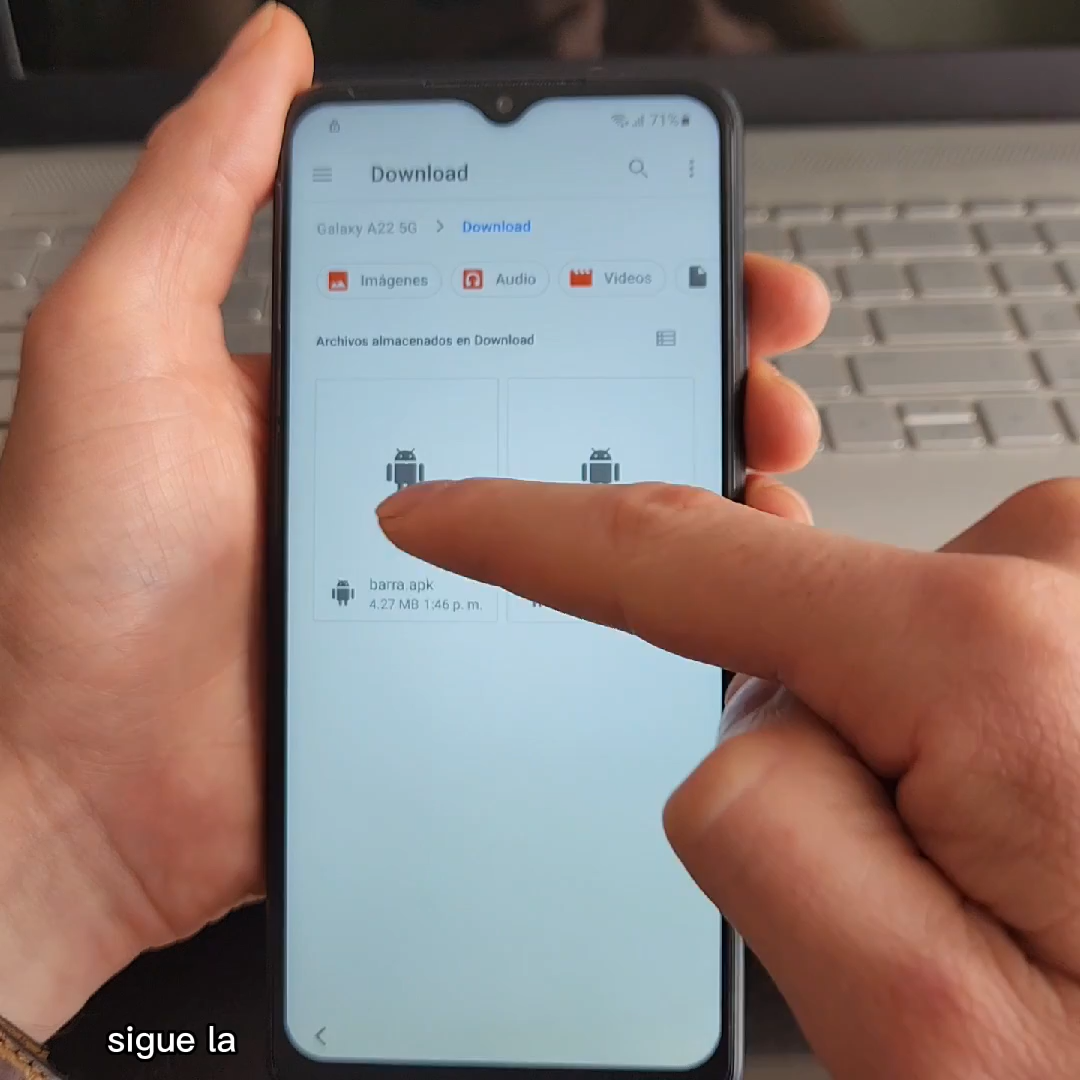 71%
Download
Galaxy A22 5G > Download
Imágenes Audio Videos
Archivos almacenados en Download
barra.apk
4.27 MB 1:46 p. m.
sigue la